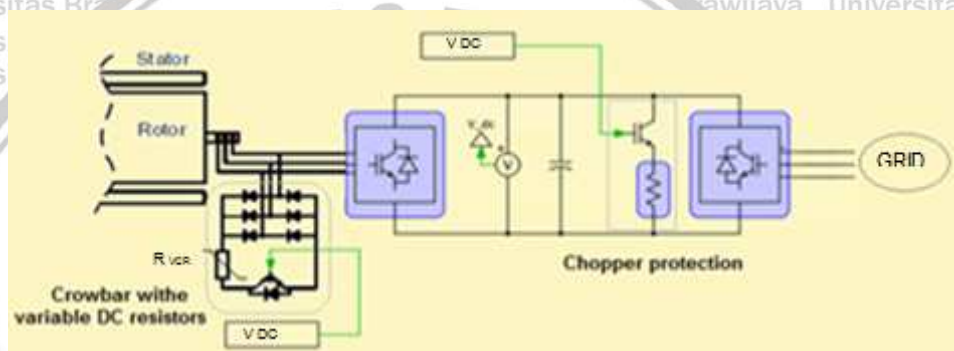 V DC
Stator
Rotor
V_dc
V
GRID
Chopper protection
R VCR
Crowbar withe
variable DC resistors
V DC